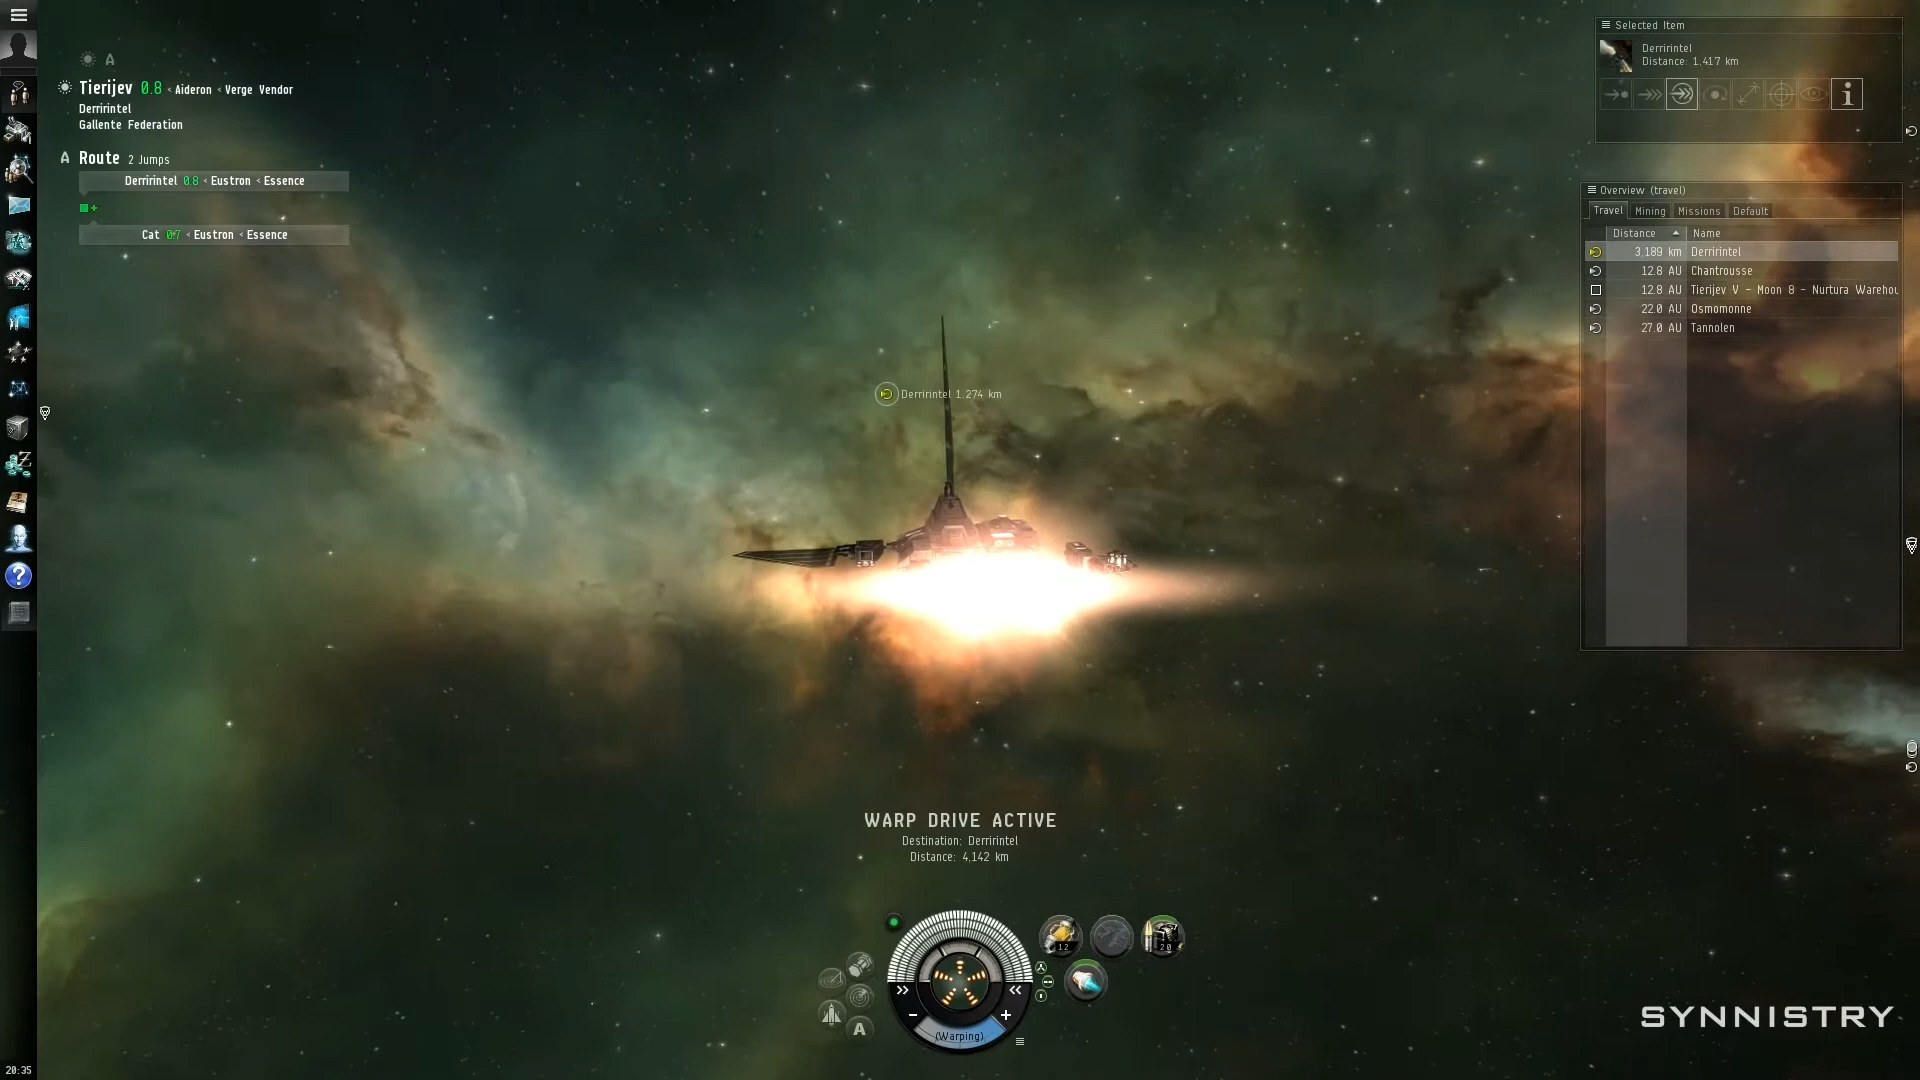 A
Tierijev 0.8 < Aideron < Verge Vendor
Derririntel
Gallente Federation
A Route 2 Jumps
Derririntel 0.8 < Eustron < Essence
Cat 0.7 < Eustron < Essence
Selected Item
Derririntel
Distance: 1,417 km
Overview (travel)
Travel Mining Missions Default
Distance Name
3,189 km Derririntel
12.8 AU Chantrousse
12.8 AU Tierijev V - Moon 8 - Nurtura Warehou
22.0 AU Osmomonne
27.0 AU Tannolen
Derririntel 1,274 km
WARP DRIVE ACTIVE
Destination: Derririntel
Distance: 4,142 km
12
20
A
(Warping)
SYNNISTRY
20:35